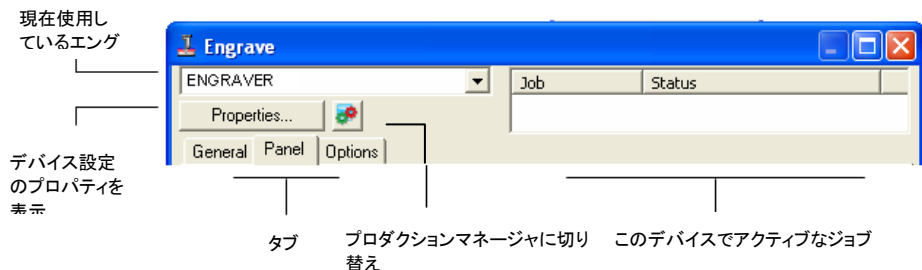 現在使用し
ているエング
Engrave
ENGRAVER
Job Status
Properties...
General Panel Options
デバイス設定
のプロパティを
表示
タブ
プロダクションマネージャに切り
替え
このデバイスでアクティブなジョブ